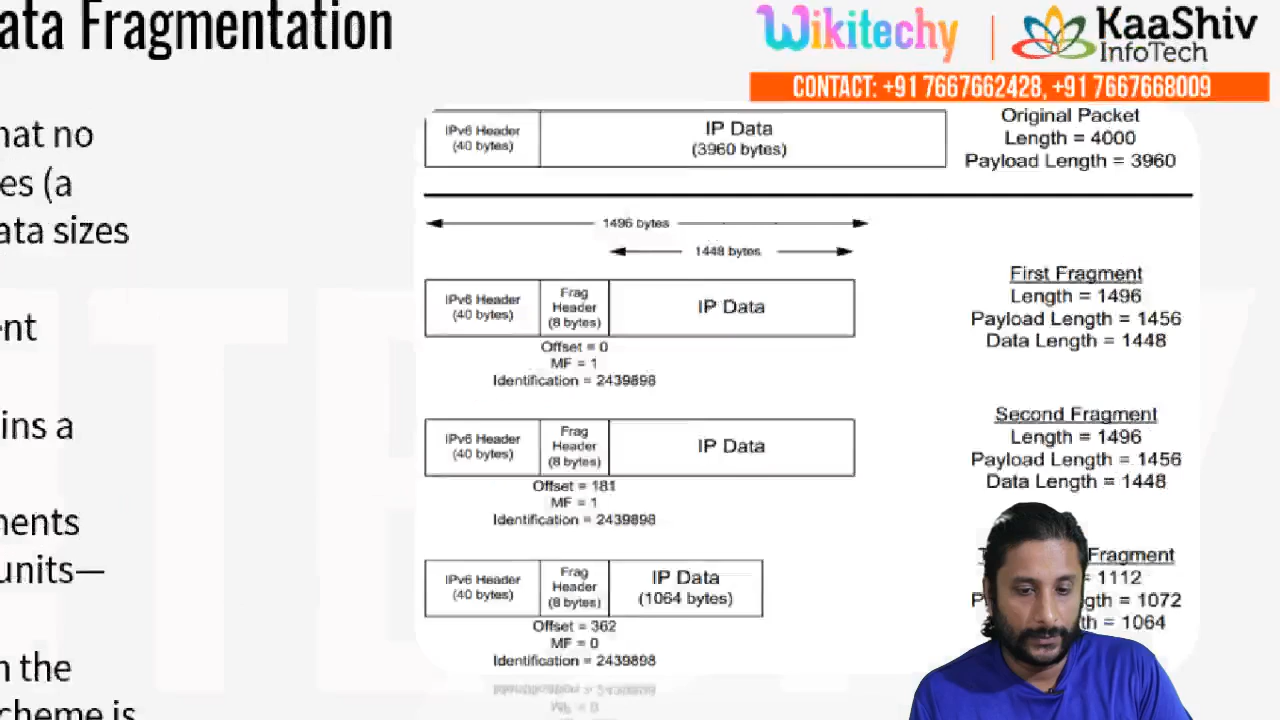 ata Fragmentation
Wikitechy
KaaShiv
InfoTech
CONTACT: +91 7667662428, +91 7667668009
hat no
es (a
ata sizes
ent
ins a
nents
units—
n the
cheme is
IPv6 Header
(40 bytes)
IP Data
(3960 bytes)
Original Packet
Length = 4000
Payload Length = 3960
1496 bytes
1448 bytes
IPv6 Header
(40 bytes)
Frag
Header
(8 bytes)
IP Data
Offset = 0
MF = 1
Identification = 2439898
First Fragment
Length = 1496
Payload Length = 1456
Data Length = 1448
IPv6 Header
(40 bytes)
Frag
Header
(8 bytes)
IP Data
Offset = 181
MF = 1
Identification = 2439898
Second Fragment
Length = 1496
Payload Length = 1456
Data Length = 1448
IPv6 Header
(40 bytes)
Frag
Header
(8 bytes)
IP Data
(1064 bytes)
Offset = 362
MF = 0
Identification = 2439898
Fragment
= 1112
gth = 1072
th = 1064